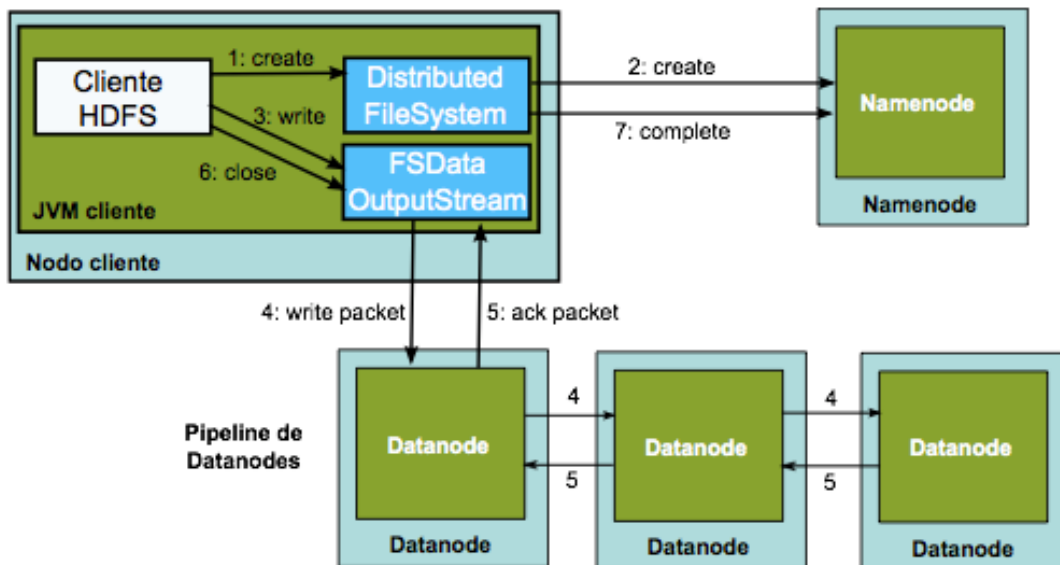 1: create
Cliente
HDFS
Distributed
FileSystem
2: create
Namenode
3: write
7: complete
6: close
FSData
OutputStream
JVM cliente
Namenode
Nodo cliente
4: write packet
5: ack packet
4
4
Pipeline de
Datanodes
Datanode
Datanode
Datanode
5
5
Datanode
Datanode
Datanode